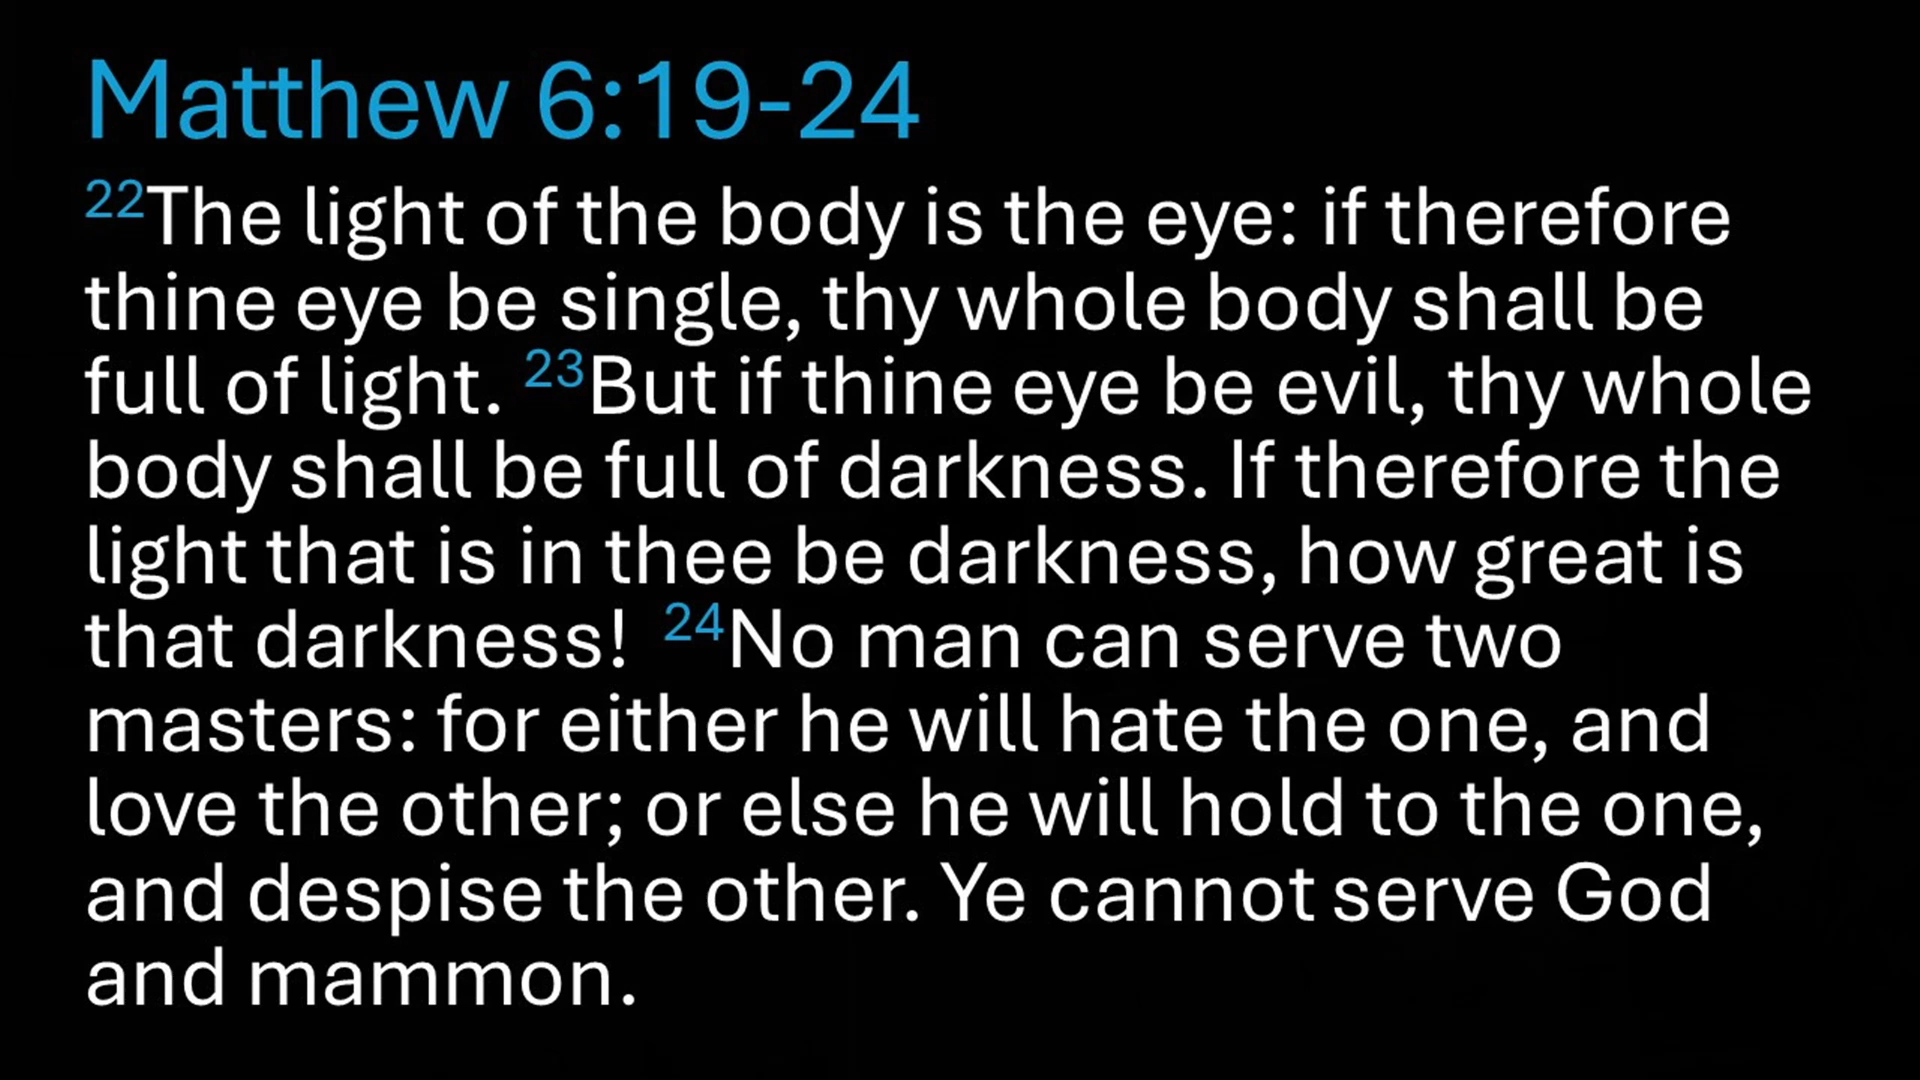 Matthew 6:19-24
22The light of the body is the eye: if therefore
thine eye be single, thy whole body shall be
full of light. 23But if thine eye be evil, thy whole
body shall be full of darkness. If therefore the
light that is in thee be darkness, how great is
that darkness! 24No man can serve two
masters: for either he will hate the one, and
love the other; or else he will hold to the one,
and despise the other. Ye cannot serve God
and mammon.